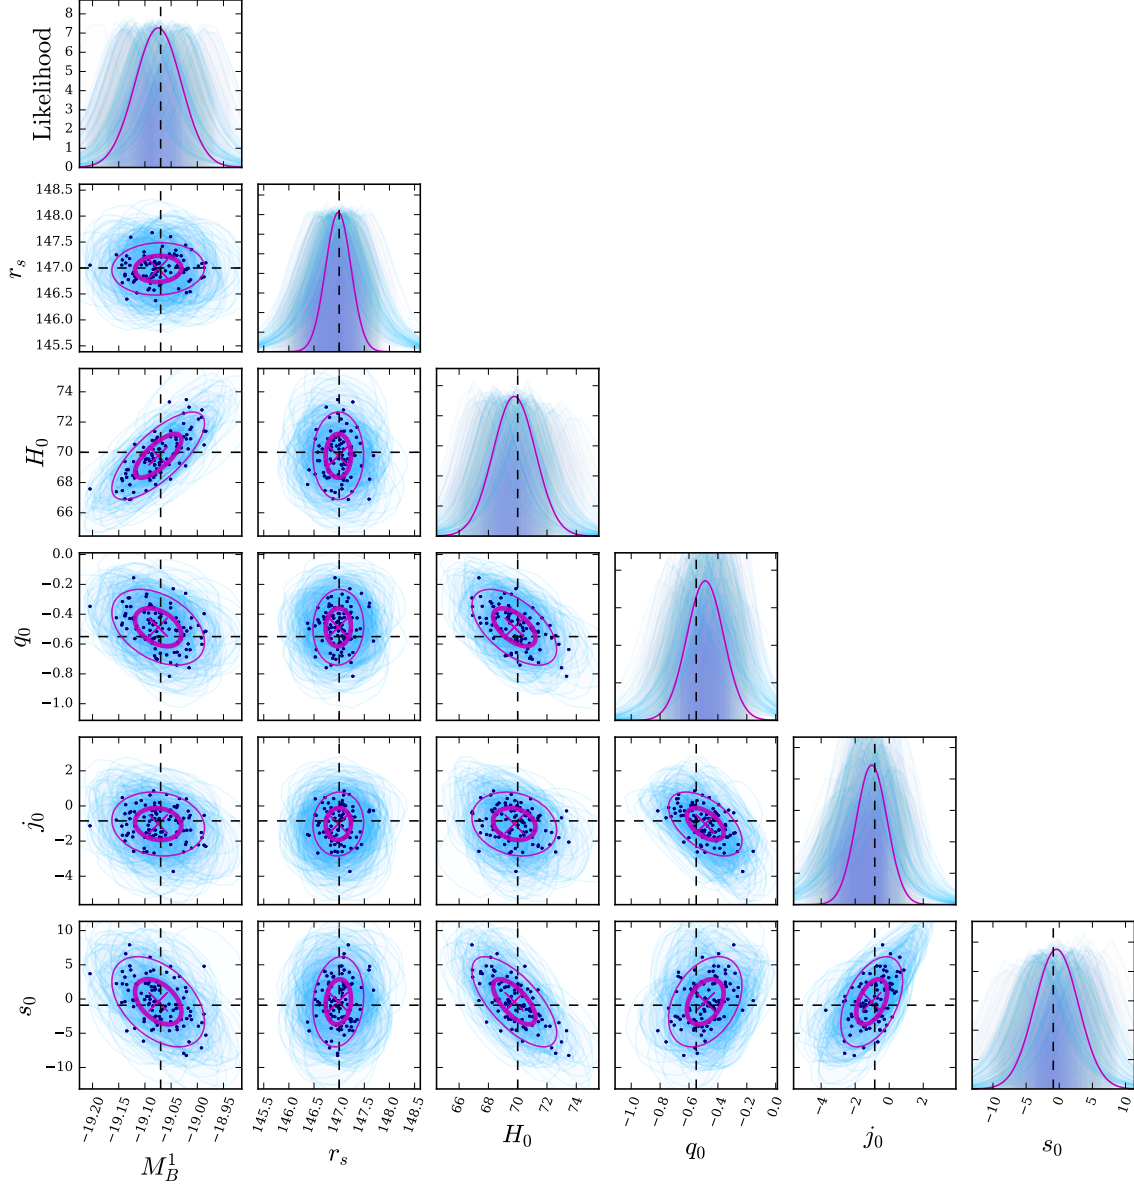 8
7
6
5
4
3
2
1
0
Likelihood
148.5
148.0
147.5
147.0
146.5
146.0
145.5
r_s
74
72
70
68
66
H_0
0.0
−0.2
−0.4
−0.6
−0.8
−1.0
q_0
2
0
−2
−4
j_0
10
5
0
−5
−10
s_0
−19.20 −19.15 −19.10 −19.05 −19.00 −18.95
145.5 146.0 146.5 147.0 147.5 148.0 148.5
66 68 70 72 74
−1.0 −0.8 −0.6 −0.4 −0.2 0.0
−4 −2 0 2
−10 −5 0 5 10
M_B^1 r_s H_0 q_0 j_0 s_0